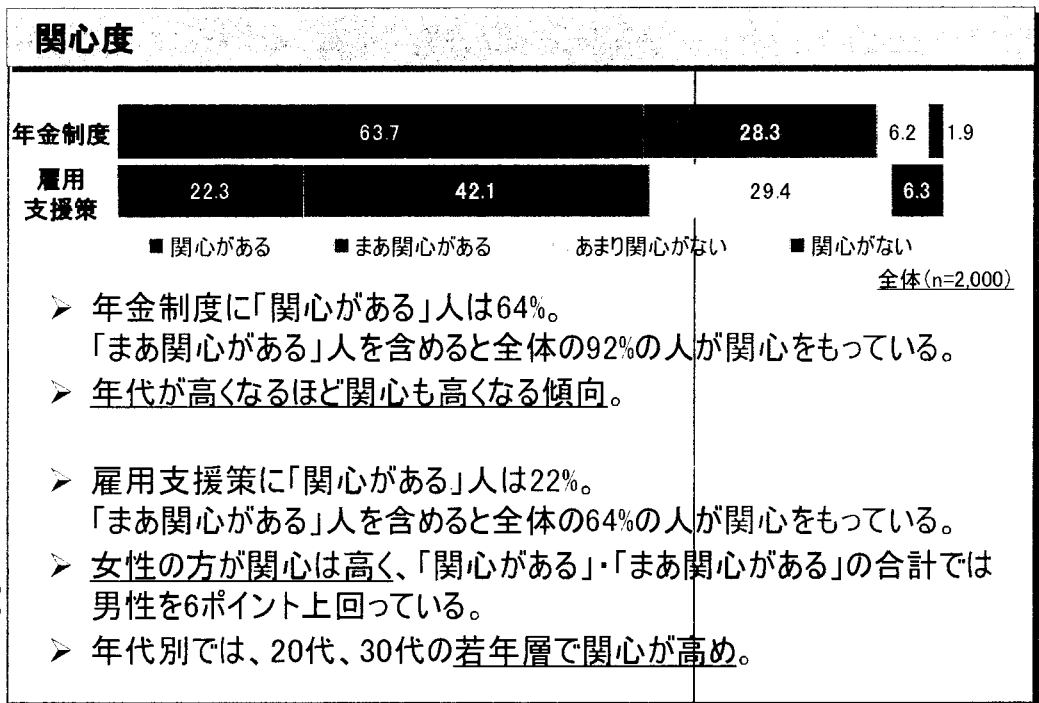 関心度
年金制度 63.7 28.3 6.2 1.9
雇用
支援策 22.3 42.1 29.4 6.3
■ 関心がある ■ まあ関心がある あまり関心がない ■ 関心がない
全体(n=2,000)
➢ 年金制度に「関心がある」人は64%。
「まあ関心がある」人を含めると全体の92%の人が関心をもっている。
➢ 年代が高くなるほど関心も高くなる傾向。
➢ 雇用支援策に「関心がある」人は22%。
「まあ関心がある」人を含めると全体の64%の人が関心をもっている。
➢ 女性の方が関心は高く、「関心がある」・「まあ関心がある」の合計では
男性を6ポイント上回っている。
➢ 年代別では、20代、30代の若年層で関心が高め。